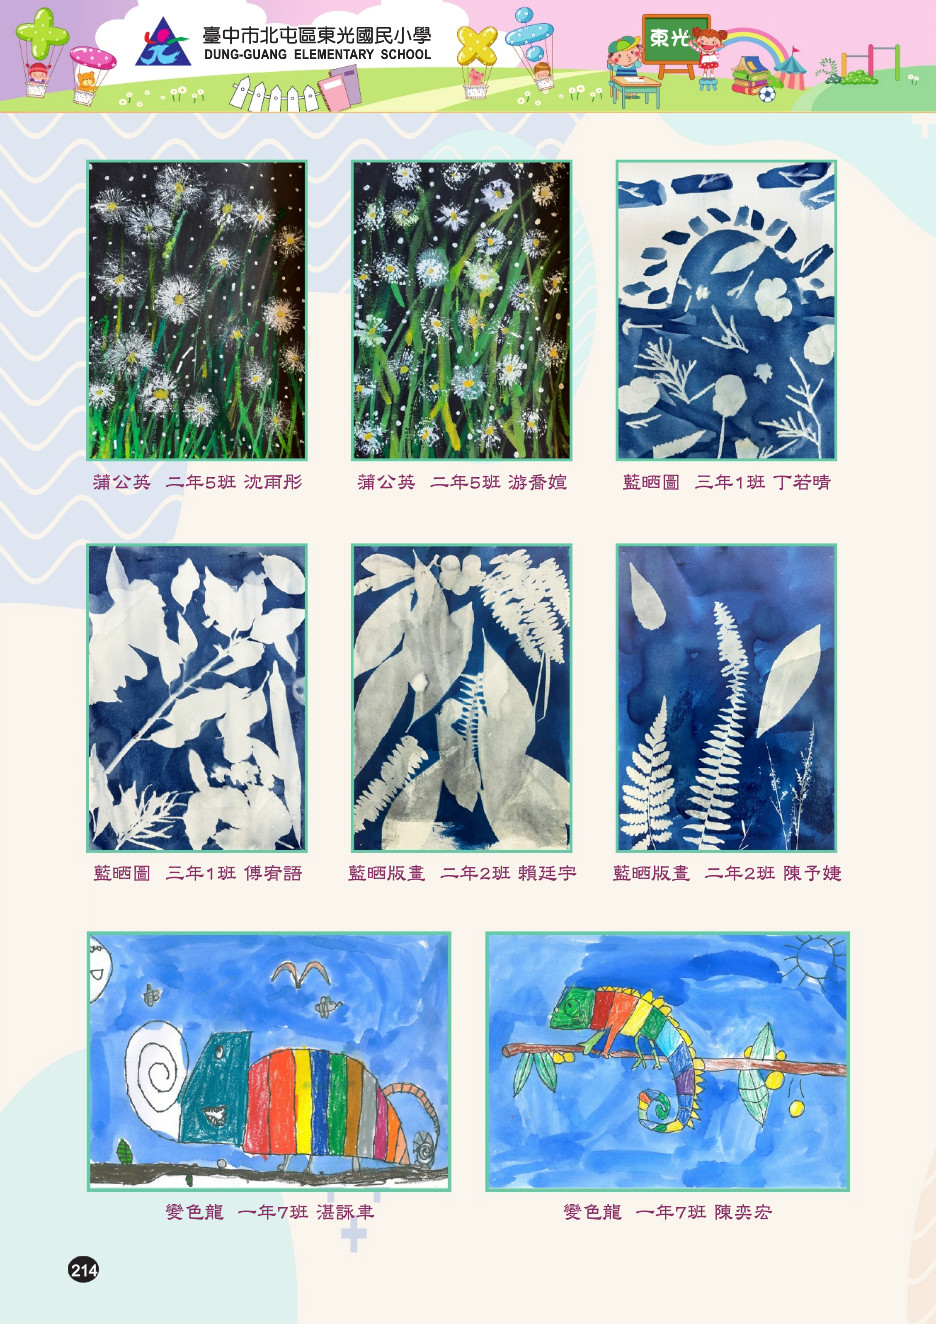 臺中市北屯區東光國民小學
DUNG-GUANG ELEMENTARY SCHOOL
東光
蒲公英 二年5班 沈雨彤
蒲公英 二年5班 游喬媗
藍晒圖 三年1班 丁若晴
藍晒圖 三年1班 傅宥語
藍晒版畫 二年2班 賴廷宇
藍晒版畫 二年2班 陳予婕
變色龍 一年7班 湛詠聿
變色龍 一年7班 陳奕宏
214